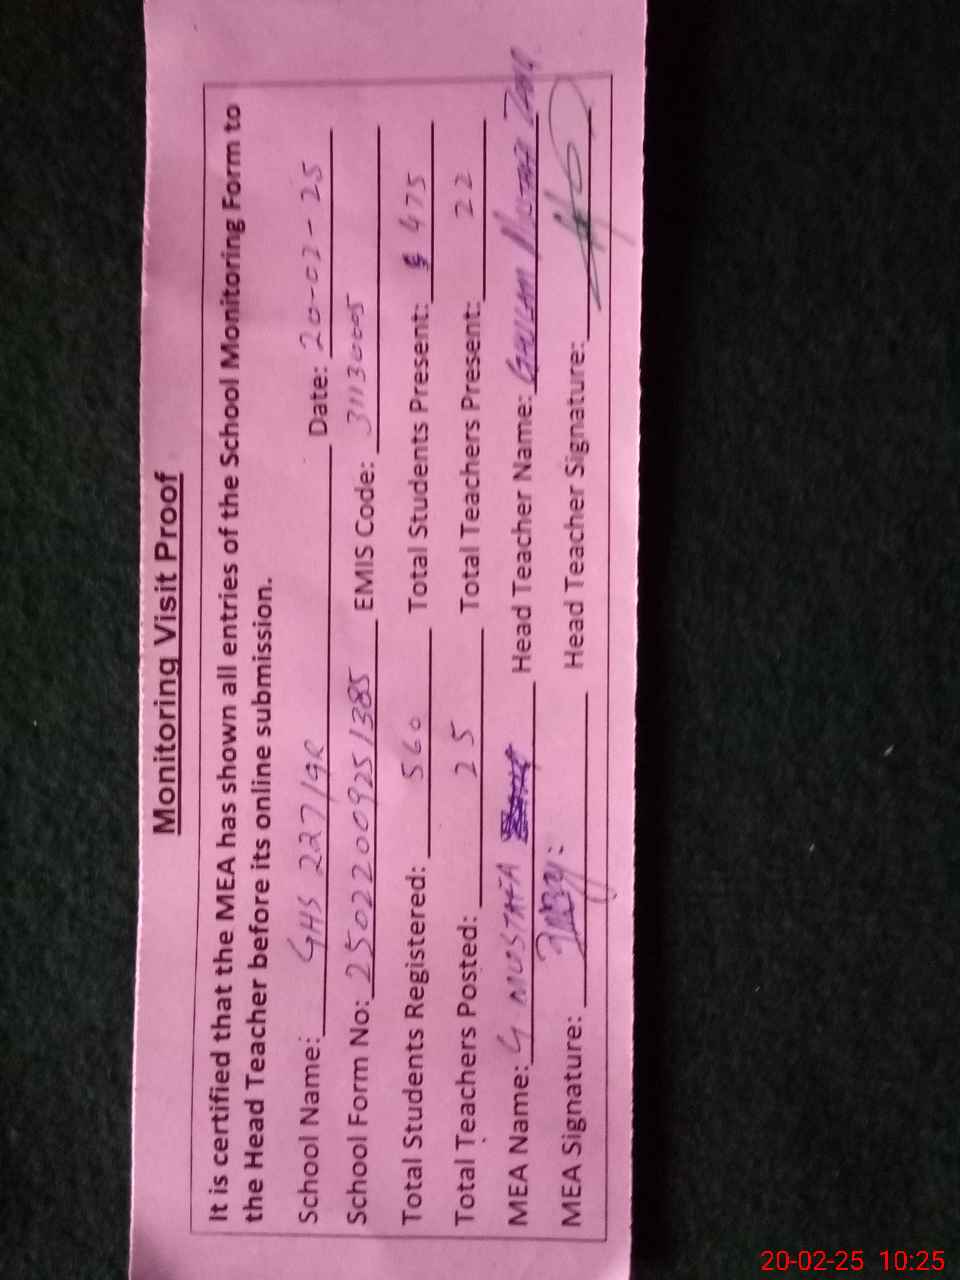 Monitoring Visit Proof
It is certified that the MEA has shown all entries of the School Monitoring Form to
the Head Teacher before its online submission.
School Name: GHS 227/9R Date: 20-02-25
School Form No: 25022009251385 EMIS Code: 31130005
Total Students Registered: 560 Total Students Present: 475
Total Teachers Posted: 25 Total Teachers Present: 22
MEA Name: G MUSTAFA Head Teacher Name: GHULAM MUSTAFA
MEA Signature: Head Teacher Signature:
20-02-25 10:25